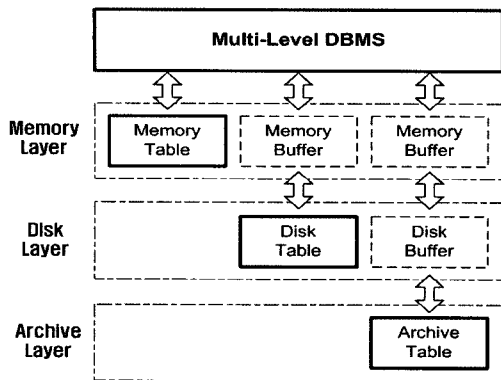 Multi-Level DBMS
Memory
Layer
Memory
Table
Memory
Buffer
Memory
Buffer
Disk
Layer
Disk
Table
Disk
Buffer
Archive
Layer
Archive
Table